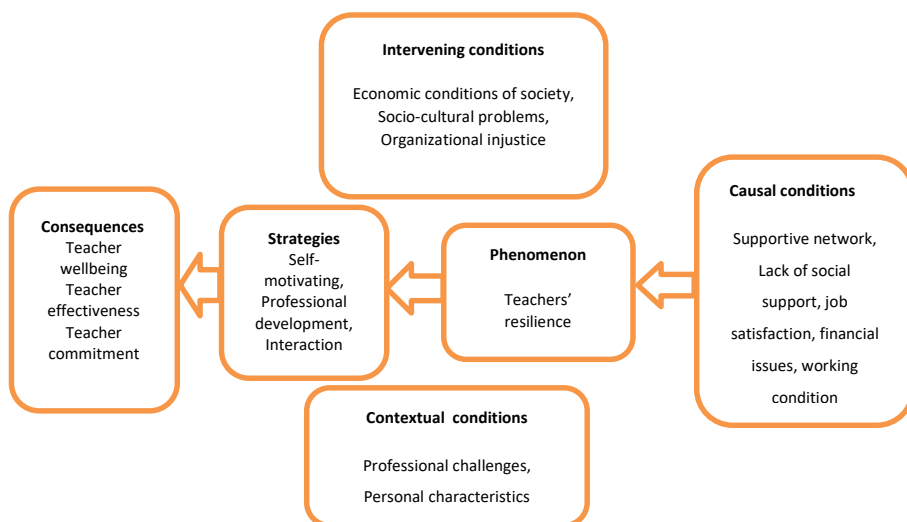 Intervening conditions
Economic conditions of society,
Socio-cultural problems,
Organizational injustice
Consequences
Teacher
wellbeing
Teacher
effectiveness
Teacher
commitment
Strategies
Self-
motivating,
Professional
development,
Interaction
Phenomenon
Teachers’
resilience
Causal conditions
Supportive network,
Lack of social
support, job
satisfaction, financial
issues, working
condition
Contextual  conditions
Professional challenges,
Personal characteristics